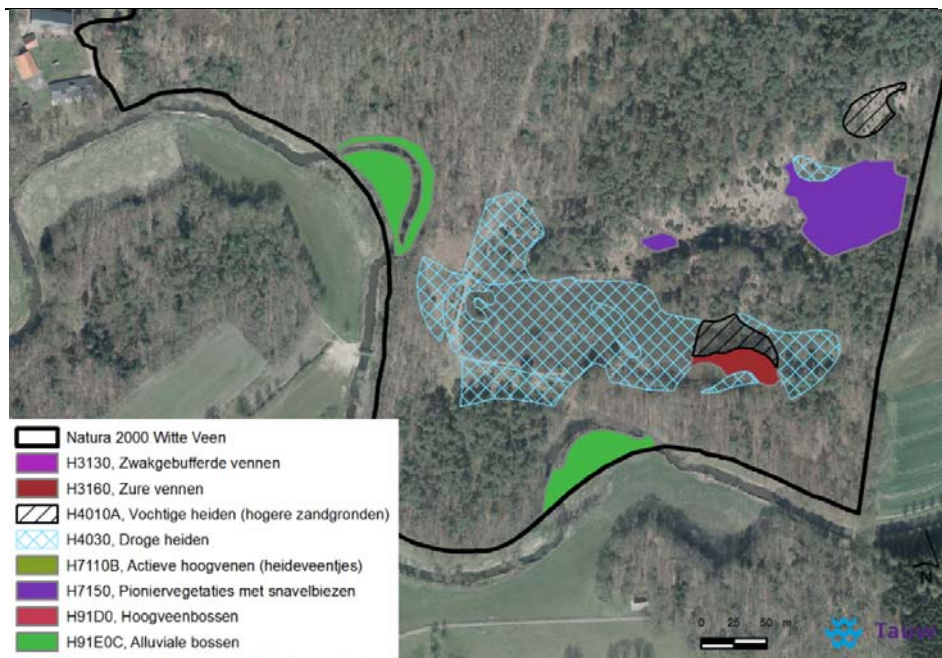 Natura 2000 Witte Veen
H3130, Zwakgebufferde vennen
H3160, Zure vennen
H4010A, Vochtige heiden (hogere zandgronden)
H4030, Droge heiden
H7110B, Actieve hoogvenen (heideveentjes)
H7150, Pioniervegetaties met snavelbiezen
H91D0, Hoogveenbossen
H91E0C, Alluviale bossen
0 25 50 m
N
Tauw